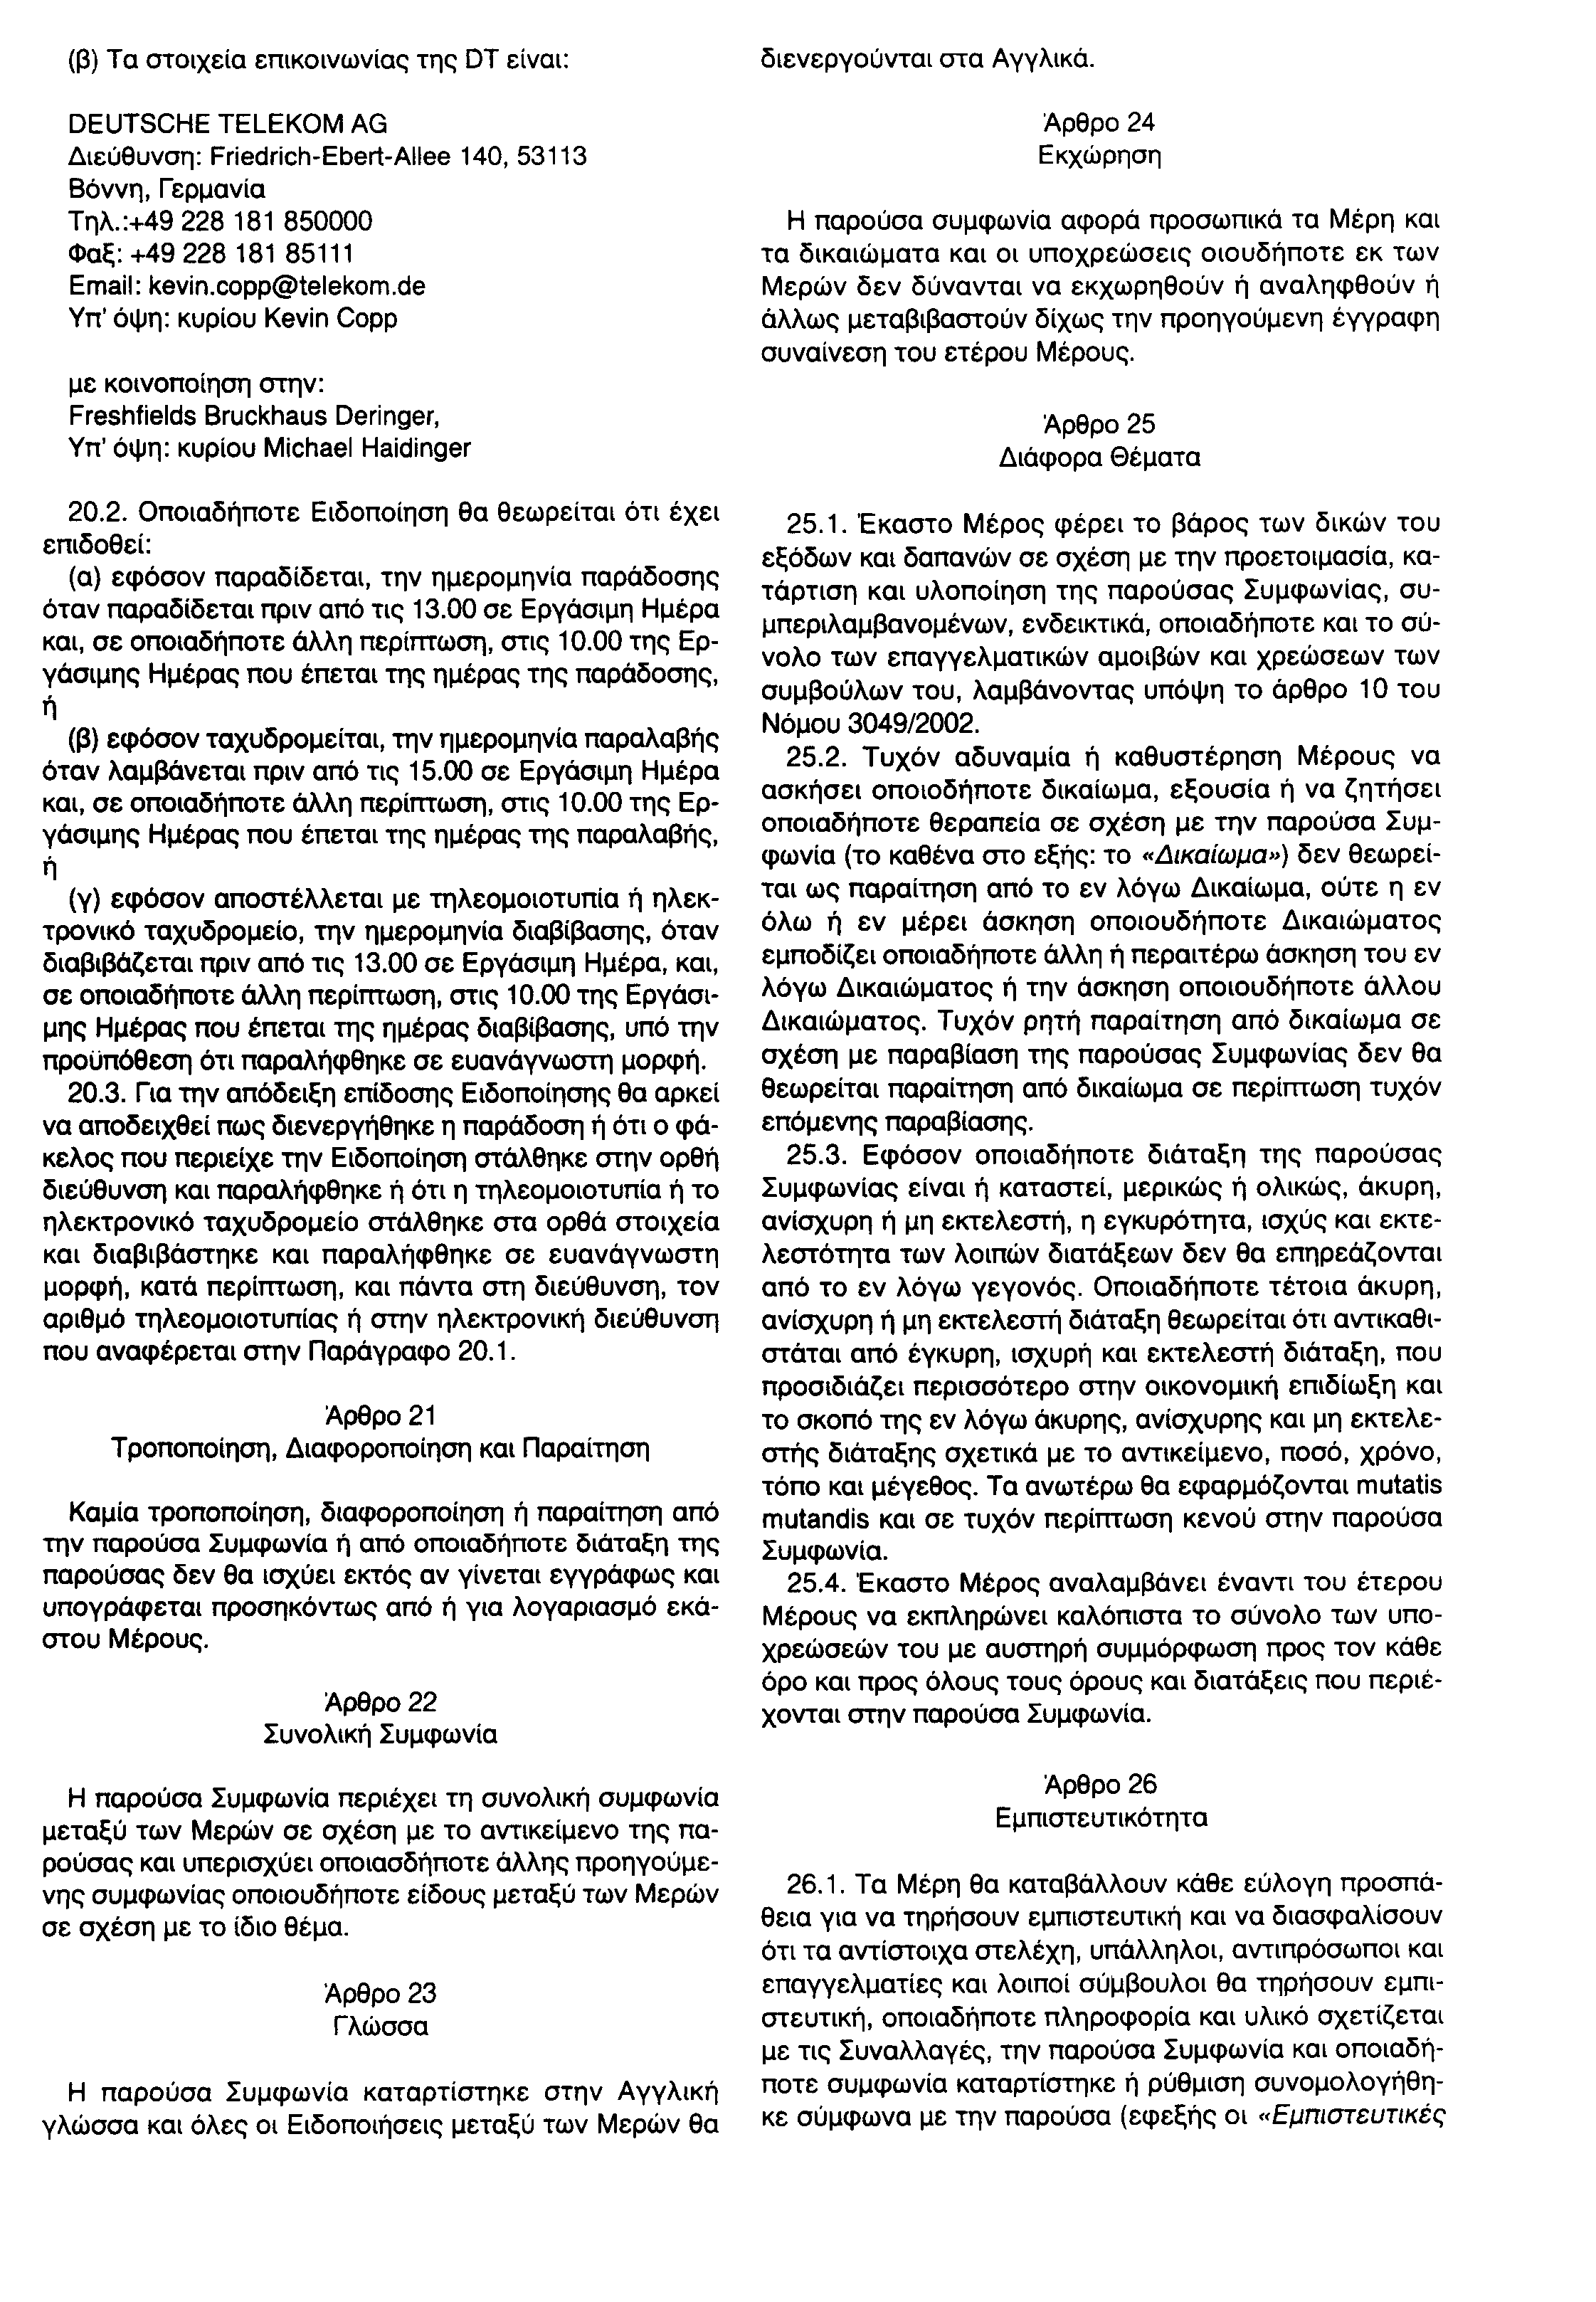 (β) Τα στοιχεία επικοινωνίας της DT είναι:
DEUTSCHE TELEKOM AG
Διεύθυνση: Friedrich-Ebert-Allee 140, 53113
Βόννη, Γερμανία
Τηλ.:+49 228 181 850000
Φαξ: +49 228 181 85111
Email: kevin.copp@telekom.de
Υπ' όψη: κυρίου Kevin Copp
με κοινοποίηση στην:
Freshfields Bruckhaus Deringer,
Υπ' όψη: κυρίου Michael Haidinger
20.2. Οποιαδήποτε Ειδοποίηση θα θεωρείται ότι έχει
επιδοθεί:
(α) εφόσον παραδίδεται, την ημερομηνία παράδοσης
όταν παραδίδεται πριν από τις 13.00 σε Εργάσιμη Ημέρα
και, σε οποιαδήποτε άλλη περίπτωση, στις 10.00 της Ερ-
γάσιμης Ημέρας που έπεται της ημέρας της παράδοσης,
ή
(β) εφόσον ταχυδρομείται, την ημερομηνία παραλαβής
όταν λαμβάνεται πριν από τις 15.00 σε Εργάσιμη Ημέρα
και, σε οποιαδήποτε άλλη περίπτωση, στις 10.00 της Ερ-
γάσιμης Ημέρας που έπεται της ημέρας της παραλαβής,
ή
(γ) εφόσον αποστέλλεται με τηλεομοιοτυπία ή ηλεκ-
τρονικό ταχυδρομείο, την ημερομηνία διαβίβασης, όταν
διαβιβάζεται πριν από τις 13.00 σε Εργάσιμη Ημέρα, και,
σε οποιαδήποτε άλλη περίπτωση, στις 10.00 της Εργάσι-
μης Ημέρας που έπεται της ημέρας διαβίβασης, υπό την
προϋπόθεση ότι παραλήφθηκε σε ευανάγνωστη μορφή.
20.3. Για την απόδειξη επίδοσης Ειδοποίησης θα αρκεί
να αποδειχθεί πως διενεργήθηκε η παράδοση ή ότι ο φά-
κελος που περιείχε την Ειδοποίηση στάλθηκε στην ορθή
διεύθυνση και παραλήφθηκε ή ότι η τηλεομοιοτυπία ή το
ηλεκτρονικό ταχυδρομείο στάλθηκε στα ορθά στοιχεία
και διαβιβάστηκε και παραλήφθηκε σε ευανάγνωστη
μορφή, κατά περίπτωση, και πάντα στη διεύθυνση, τον
αριθμό τηλεομοιοτυπίας ή στην ηλεκτρονική διεύθυνση
που αναφέρεται στην Παράγραφο 20.1.
Άρθρο 21
Τροποποίηση, Διαφοροποίηση και Παραίτηση
Καμία τροποποίηση, διαφοροποίηση ή παραίτηση από
την παρούσα Συμφωνία ή από οποιαδήποτε διάταξη της
παρούσας δεν θα ισχύει εκτός αν γίνεται εγγράφως και
υπογράφεται προσηκόντως από ή για λογαριασμό εκά-
στου Μέρους.
Άρθρο 22
Συνολική Συμφωνία
Η παρούσα Συμφωνία περιέχει τη συνολική συμφωνία
μεταξύ των Μερών σε σχέση με το αντικείμενο της πα-
ρούσας και υπερισχύει οποιασδήποτε άλλης προηγούμε-
νης συμφωνίας οποιουδήποτε είδους μεταξύ των Μερών
σε σχέση με το ίδιο θέμα.
Άρθρο 23
Γλώσσα
Η παρούσα Συμφωνία καταρτίστηκε στην Αγγλική
γλώσσα και όλες οι Ειδοποιήσεις μεταξύ των Μερών θα
διενεργούνται στα Αγγλικά.
Άρθρο 24
Εκχώρηση
Η παρούσα συμφωνία αφορά προσωπικά τα Μέρη και
τα δικαιώματα και οι υποχρεώσεις οιουδήποτε εκ των
Μερών δεν δύνανται να εκχωρηθούν ή αναληφθούν ή
άλλως μεταβιβαστούν δίχως την προηγούμενη έγγραφη
συναίνεση του ετέρου Μέρους.
Άρθρο 25
Διάφορα Θέματα
25.1. Έκαστο Μέρος φέρει το βάρος των δικών του
εξόδων και δαπανών σε σχέση με την προετοιμασία, κα-
τάρτιση και υλοποίηση της παρούσας Συμφωνίας, συ-
μπεριλαμβανομένων, ενδεικτικά, οποιαδήποτε και το σύ-
νολο των επαγγελματικών αμοιβών και χρεώσεων των
συμβούλων του, λαμβάνοντας υπόψη το άρθρο 10 του
Νόμου 3049/2002.
25.2. Τυχόν αδυναμία ή καθυστέρηση Μέρους να
ασκήσει οποιοδήποτε δικαίωμα, εξουσία ή να ζητήσει
οποιαδήποτε θεραπεία σε σχέση με την παρούσα Συμ-
φωνία (το καθένα στο εξής: το «Δικαίωμα») δεν θεωρεί-
ται ως παραίτηση από το εν λόγω Δικαίωμα, ούτε η εν
όλω ή εν μέρει άσκηση οποιουδήποτε Δικαιώματος
εμποδίζει οποιαδήποτε άλλη ή περαιτέρω άσκηση του εν
λόγω Δικαιώματος ή την άσκηση οποιουδήποτε άλλου
Δικαιώματος. Τυχόν ρητή παραίτηση από δικαίωμα σε
σχέση με παραβίαση της παρούσας Συμφωνίας δεν θα
θεωρείται παραίτηση από δικαίωμα σε περίπτωση τυχόν
επόμενης παραβίασης.
25.3. Εφόσον οποιαδήποτε διάταξη της παρούσας
Συμφωνίας είναι ή καταστεί, μερικώς ή ολικώς, άκυρη,
ανίσχυρη ή μη εκτελεστή, η εγκυρότητα, ισχύς και εκτε-
λεστότητα των λοιπών διατάξεων δεν θα επηρεάζονται
από το εν λόγω γεγονός. Οποιαδήποτε τέτοια άκυρη,
ανίσχυρη ή μη εκτελεστή διάταξη θεωρείται ότι αντικαθι-
στάται από έγκυρη, ισχυρή και εκτελεστή διάταξη, που
προσιδιάζει περισσότερο στην οικονομική επιδίωξη και
το σκοπό της εν λόγω άκυρης, ανίσχυρης και μη εκτελε-
στής διάταξης σχετικά με το αντικείμενο, ποσό, χρόνο,
τόπο και μέγεθος. Τα ανωτέρω θα εφαρμόζονται mutatis
mutandis και σε τυχόν περίπτωση κενού στην παρούσα
Συμφωνία.
25.4. Έκαστο Μέρος αναλαμβάνει έναντι του έτερου
Μέρους να εκπληρώνει καλόπιστα το σύνολο των υπο-
χρεώσεών του με αυστηρή συμμόρφωση προς τον κάθε
όρο και προς όλους τους όρους και διατάξεις που περιέ-
χονται στην παρούσα Συμφωνία.
Άρθρο 26
Εμπιστευτικότητα
26.1. Τα Μέρη θα καταβάλλουν κάθε εύλογη προσπά-
θεια για να τηρήσουν εμπιστευτική και να διασφαλίσουν
ότι τα αντίστοιχα στελέχη, υπάλληλοι, αντιπρόσωποι και
επαγγελματίες και λοιποί σύμβουλοι θα τηρήσουν εμπι-
στευτική, οποιαδήποτε πληροφορία και υλικό σχετίζεται
με τις Συναλλαγές, την παρούσα Συμφωνία και οποιαδή-
ποτε συμφωνία καταρτίστηκε ή ρύθμιση συνομολογήθη-
κε σύμφωνα με την παρούσα (εφεξής οι «Εμπιστευτικές